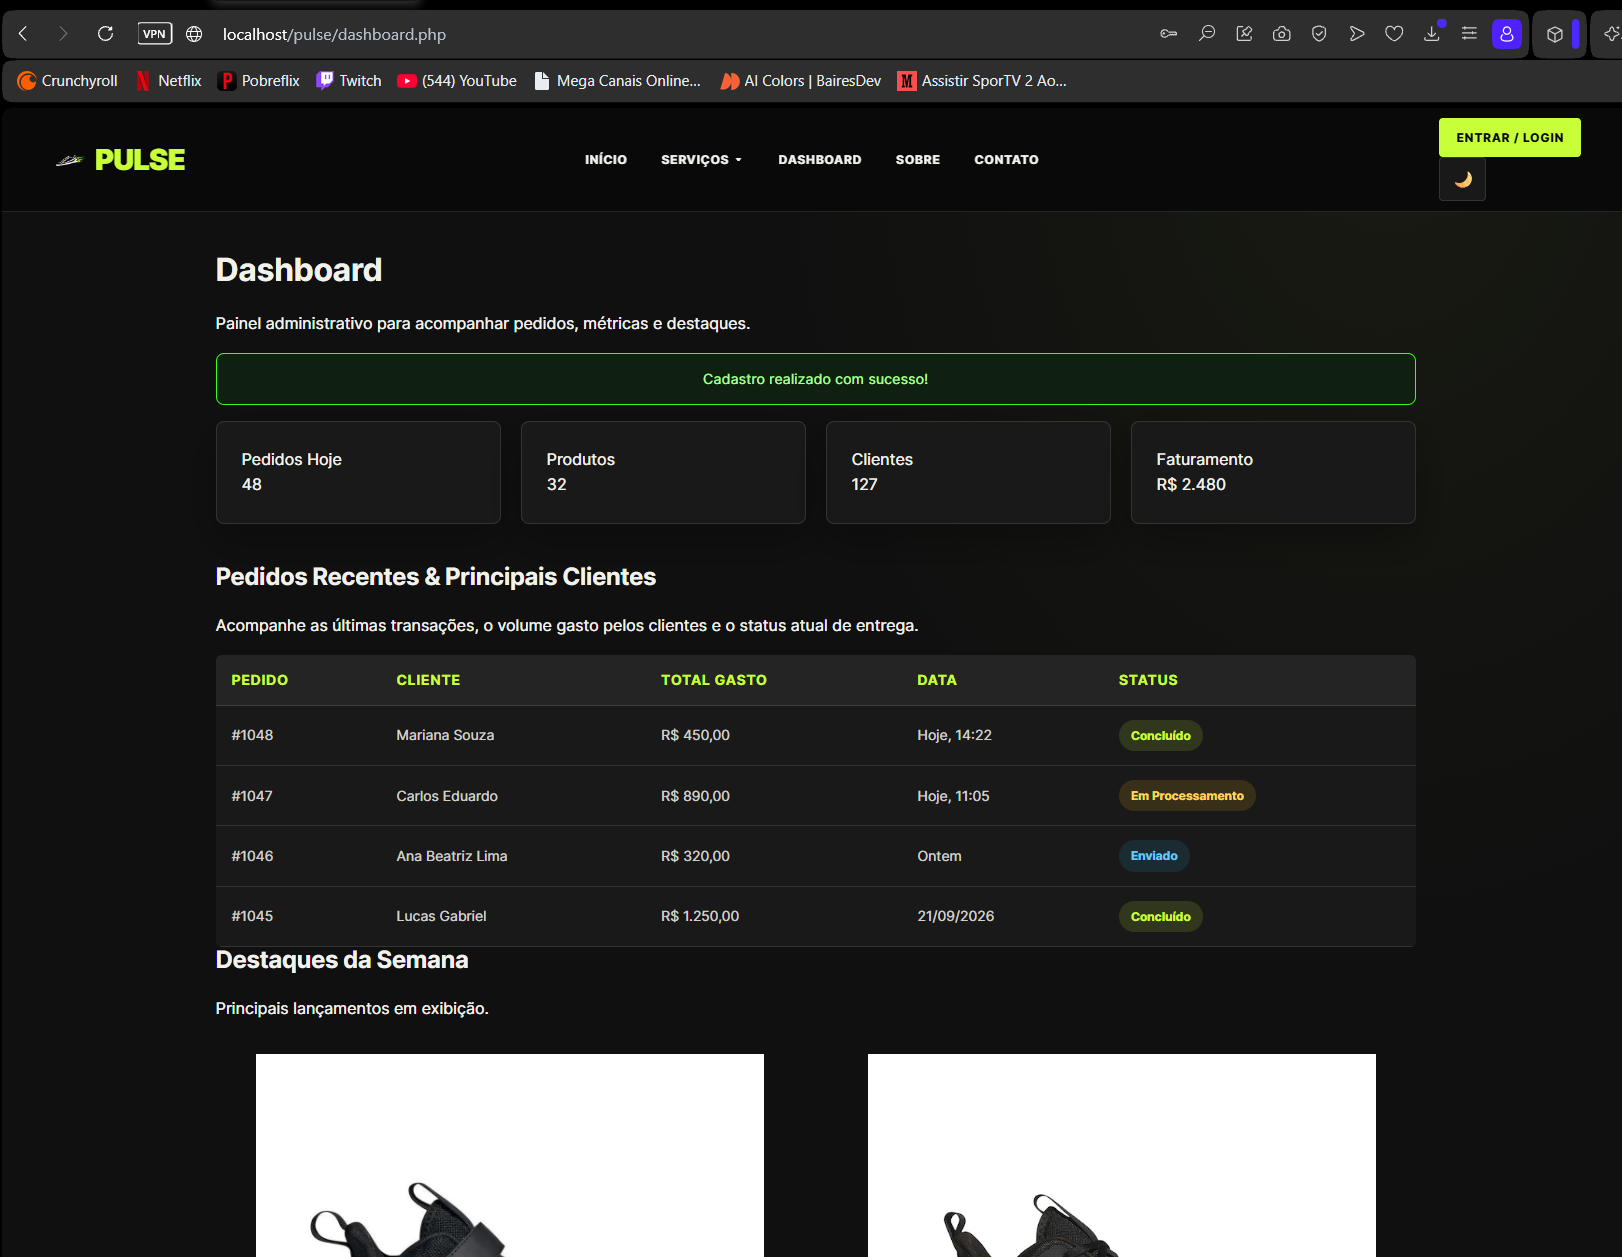 VPN
localhost/pulse/dashboard.php
Crunchyroll
Netflix
Pobreflix
Twitch
(544) YouTube
Mega Canais Online...
AI Colors | BairesDev
Assistir SporTV 2 Ao...
PULSE
INÍCIO
SERVIÇOS
DASHBOARD
SOBRE
CONTATO
ENTRAR / LOGIN
Dashboard
Painel administrativo para acompanhar pedidos, métricas e destaques.
Cadastro realizado com sucesso!
Pedidos Hoje
48
Produtos
32
Clientes
127
Faturamento
R$ 2.480
Pedidos Recentes & Principais Clientes
Acompanhe as últimas transações, o volume gasto pelos clientes e o status atual de entrega.
PEDIDO CLIENTE TOTAL GASTO DATA STATUS
#1048 Mariana Souza R$ 450,00 Hoje, 14:22 Concluído
#1047 Carlos Eduardo R$ 890,00 Hoje, 11:05 Em Processamento
#1046 Ana Beatriz Lima R$ 320,00 Ontem Enviado
#1045 Lucas Gabriel R$ 1.250,00 21/09/2026 Concluído
Destaques da Semana
Principais lançamentos em exibição.